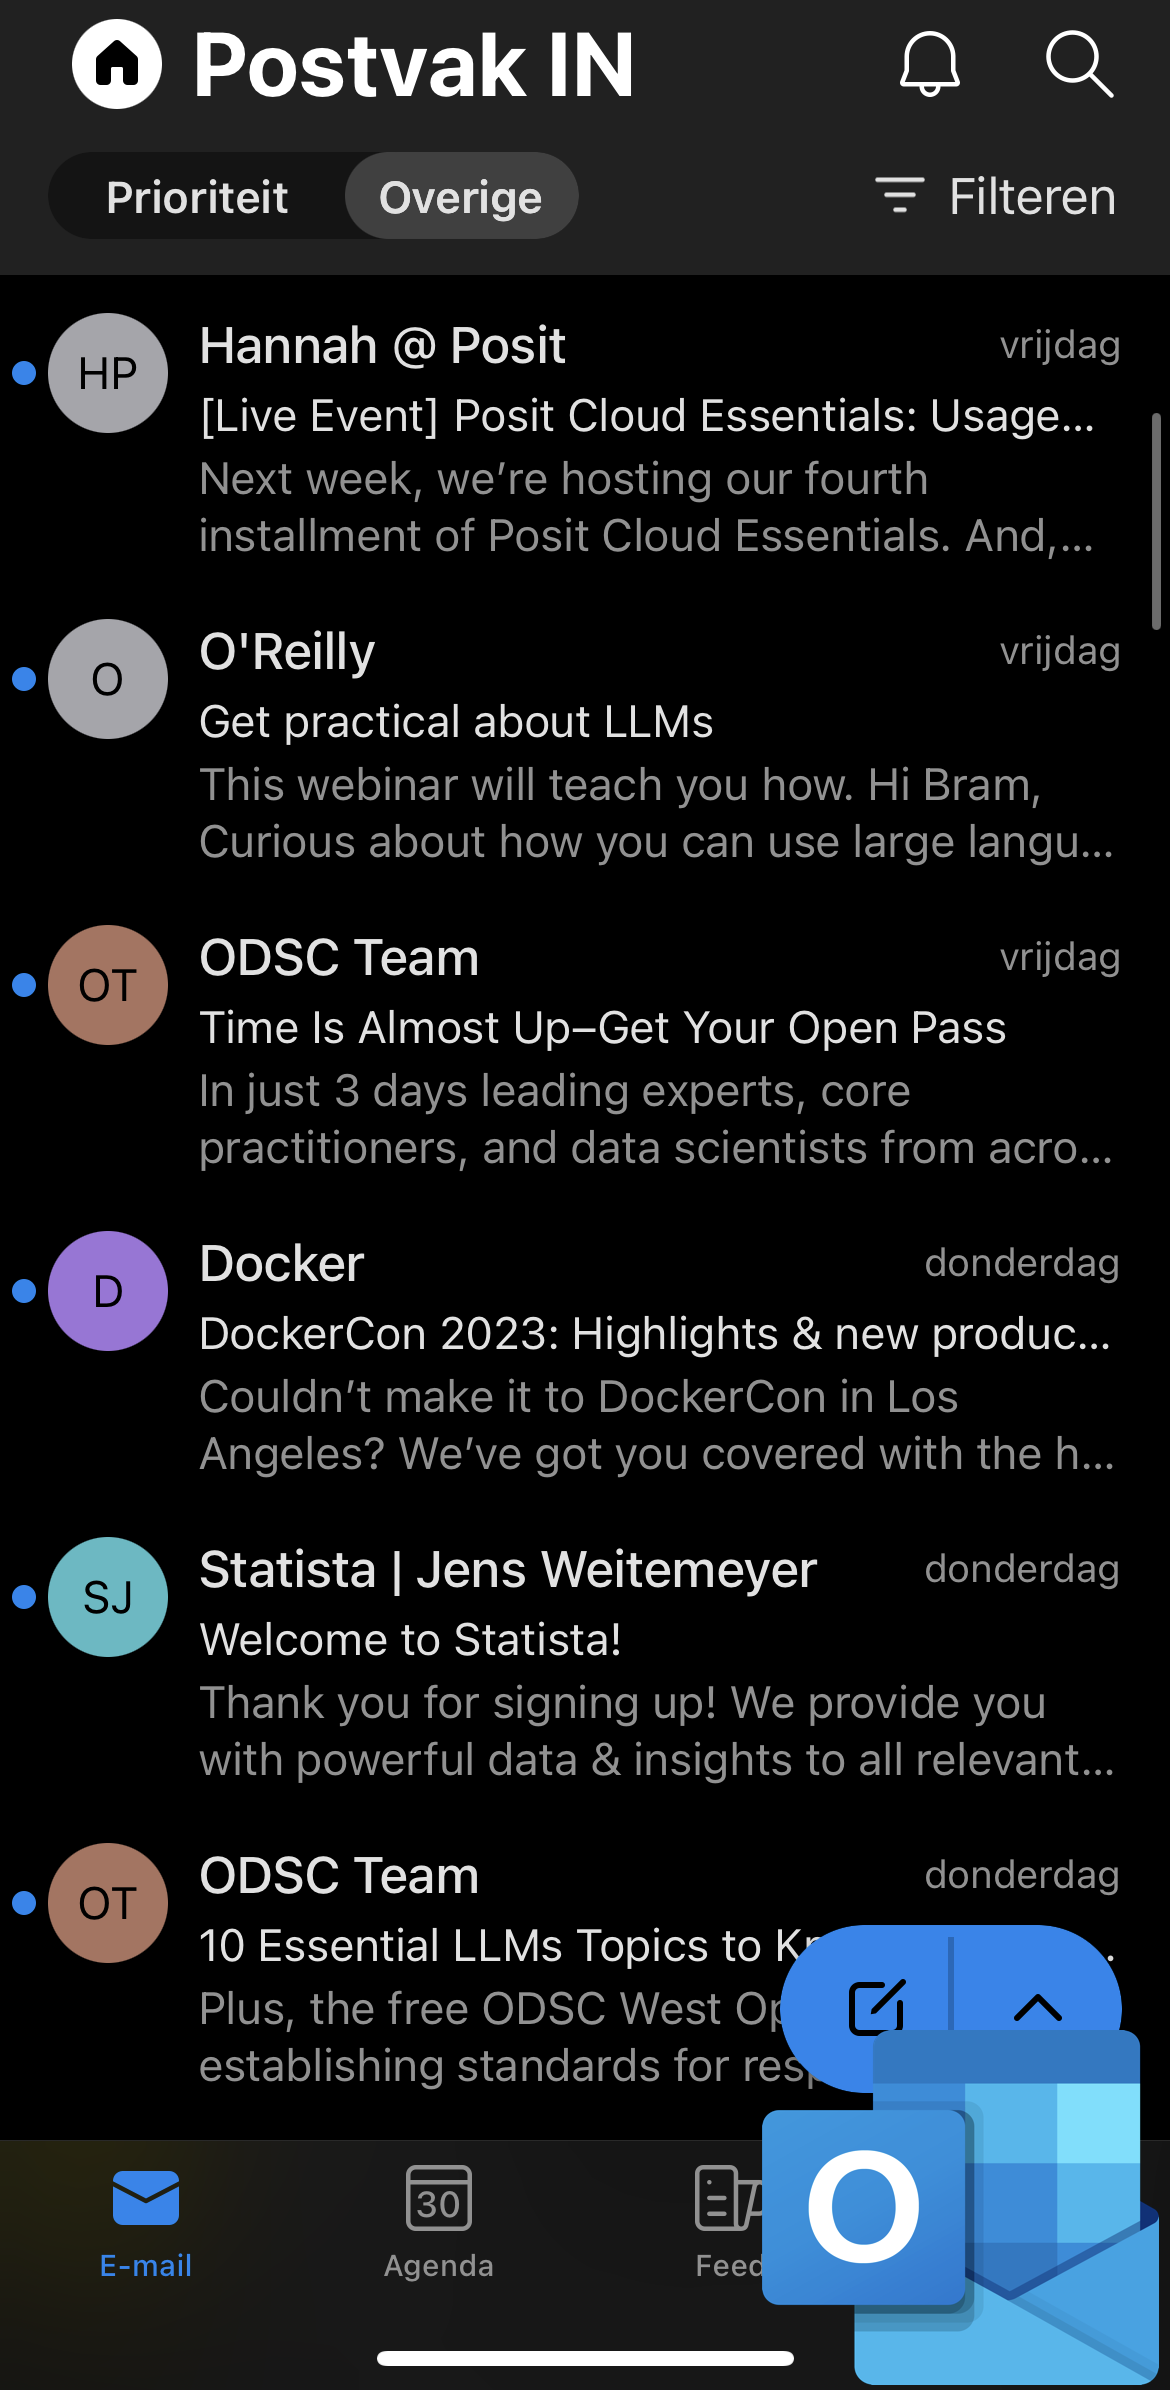 Postvak IN
Prioriteit
Overige
Filteren
HP
Hannah @ Posit
vrijdag
[Live Event] Posit Cloud Essentials: Usage...
Next week, we’re hosting our fourth
installment of Posit Cloud Essentials. And,...
O
O'Reilly
vrijdag
Get practical about LLMs
This webinar will teach you how. Hi Bram,
Curious about how you can use large langu...
OT
ODSC Team
vrijdag
Time Is Almost Up–Get Your Open Pass
In just 3 days leading experts, core
practitioners, and data scientists from acro...
D
Docker
donderdag
DockerCon 2023: Highlights & new produc...
Couldn’t make it to DockerCon in Los
Angeles? We’ve got you covered with the h...
SJ
Statista | Jens Weitemeyer
donderdag
Welcome to Statista!
Thank you for signing up! We provide you
with powerful data & insights to all relevant...
OT
ODSC Team
donderdag
10 Essential LLMs Topics to
Plus, the free ODSC West
establishing standards for
E-mail
30
Agenda
Feed
O